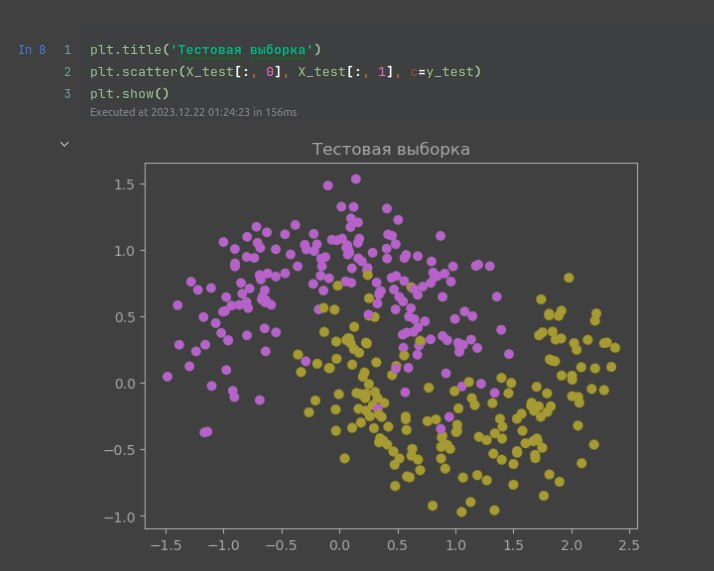 In 8 1 plt.title('Тестовая выборка')
2 plt.scatter(X_test[:, 0], X_test[:, 1], c=y_test)
3 plt.show()
Executed at 2023.12.22 01:24:23 in 156ms
Тестовая выборка
1.5
1.0
0.5
0.0
−0.5
−1.0
−1.5 −1.0 −0.5 0.0 0.5 1.0 1.5 2.0 2.5